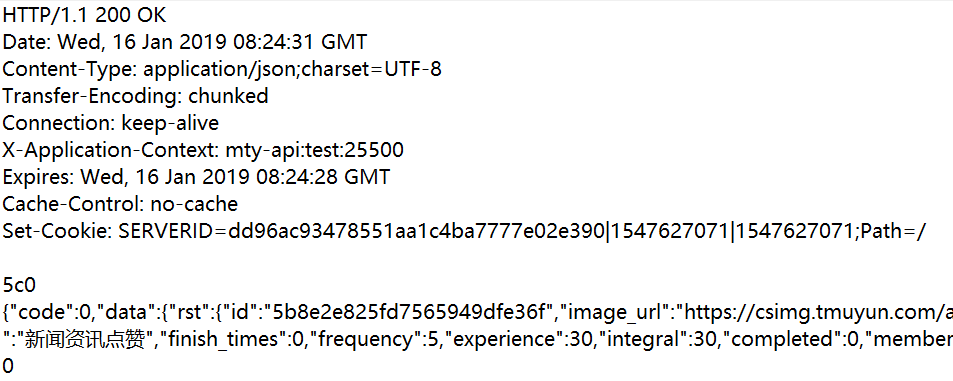 HTTP/1.1 200 OK
Date: Wed, 16 Jan 2019 08:24:31 GMT
Content-Type: application/json;charset=UTF-8
Transfer-Encoding: chunked
Connection: keep-alive
X-Application-Context: mty-api:test:25500
Expires: Wed, 16 Jan 2019 08:24:28 GMT
Cache-Control: no-cache
Set-Cookie: SERVERID=dd96ac93478551aa1c4ba7777e02e390|1547627071|1547627071;Path=/
5c0
{"code":0,"data":{"rst":{"id":"5b8e2e825fd7565949dfe36f","image_url":"https://csimg.tmuyun.com/a
":"新闻资讯点赞","finish_times":0,"frequency":5,"experience":30,"integral":30,"completed":0,"member
0